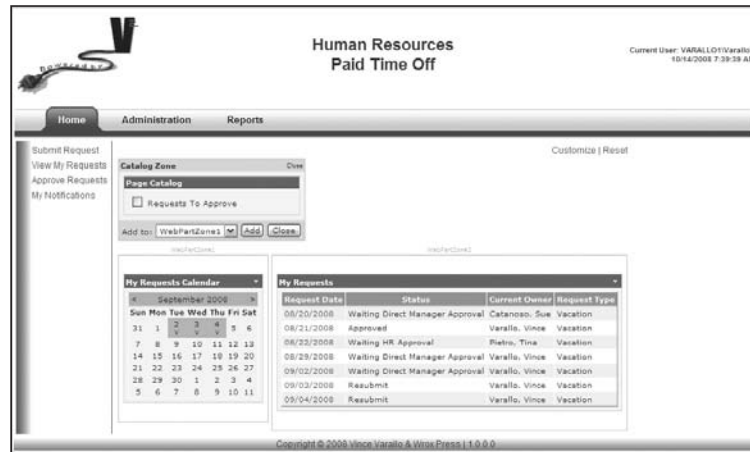 V
powered by
Human Resources
Paid Time Off
Current User: VARALLO1\Varallo
10/14/2008 7:39:39 AM
Home Administration Reports
Submit Request
View My Requests
Approve Requests
My Notifications
Customize | Reset
Catalog Zone Close
Page Catalog
Requests To Approve
Add to: WebPartZone1 Add Close
WebPartZone1 WebPartZone2
My Requests Calendar
< September 2008 >
Sun Mon Tue Wed Thu Fri Sat
31 1 2 3 4 5 6
V V V
7 8 9 10 11 12 13
14 15 16 17 18 19 20
21 22 23 24 25 26 27
28 29 30 1 2 3 4
5 6 7 8 9 10 11
My Requests
Request Date Status Current Owner Request Type
08/20/2008 Waiting Direct Manager Approval Catanoso, Sue Vacation
08/21/2008 Approved Varallo, Vince Vacation
08/22/2008 Waiting HR Approval Pietro, Tina Vacation
08/29/2008 Waiting Direct Manager Approval Varallo, Vince Vacation
09/02/2008 Waiting Direct Manager Approval Varallo, Vince Vacation
09/03/2008 Resubmit Varallo, Vince Vacation
09/04/2008 Resubmit Varallo, Vince Vacation
Copyright © 2008 Vince Varallo & Wrox Press | 1.0.0.0